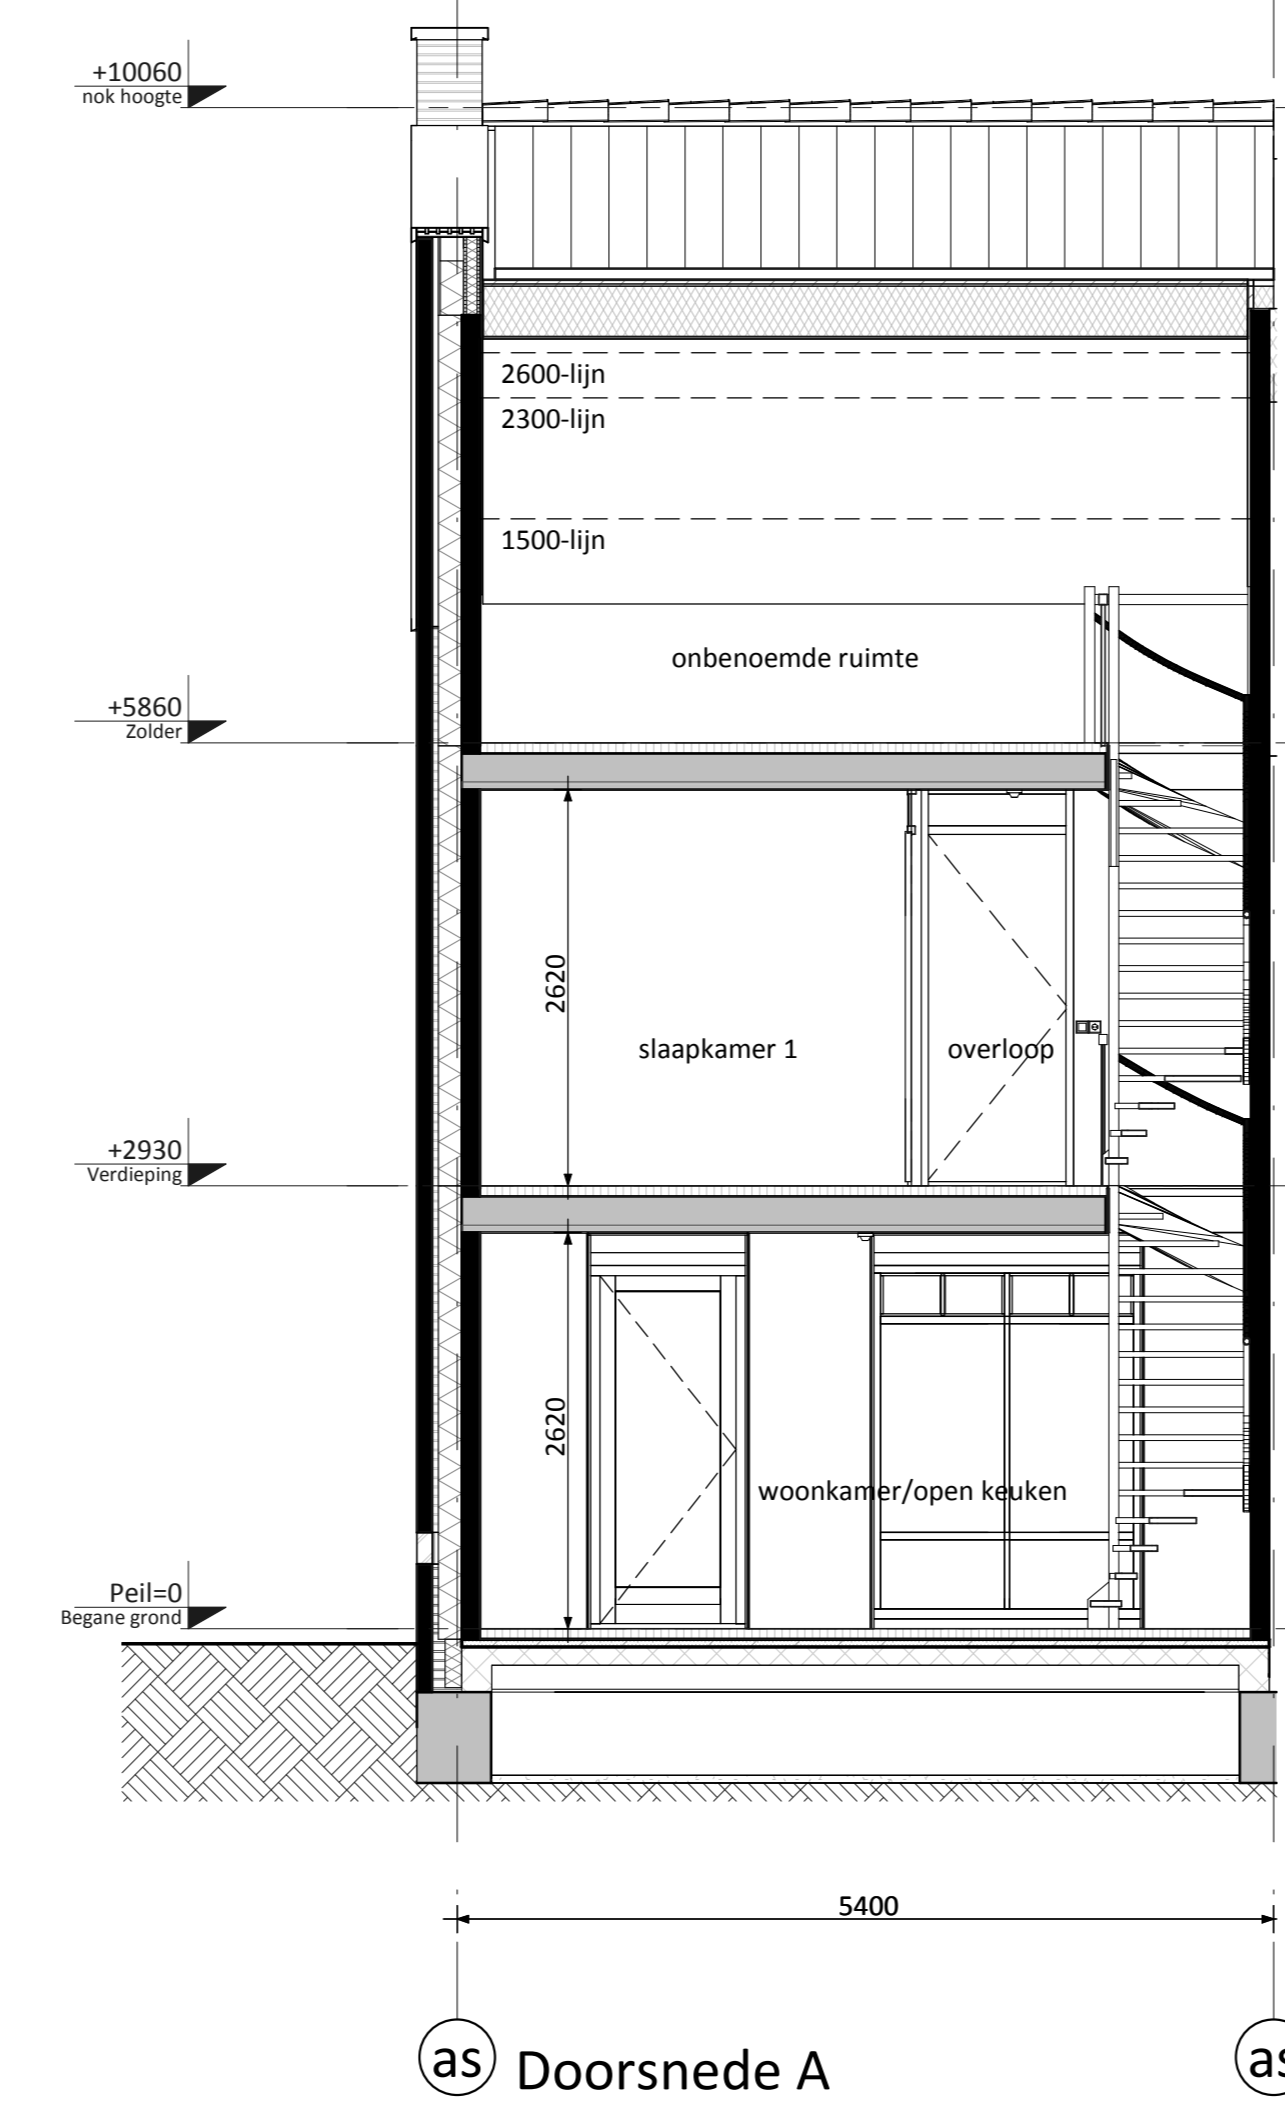 +10060
nok hoogte
2600-lijn
2300-lijn
1500-lijn
onbenoemde ruimte
+5860
Zolder
2620
slaapkamer 1
overloop
+2930
Verdieping
2620
woonkamer/open keuken
Peil=0
Begane grond
5400
as
Doorsnede A
as